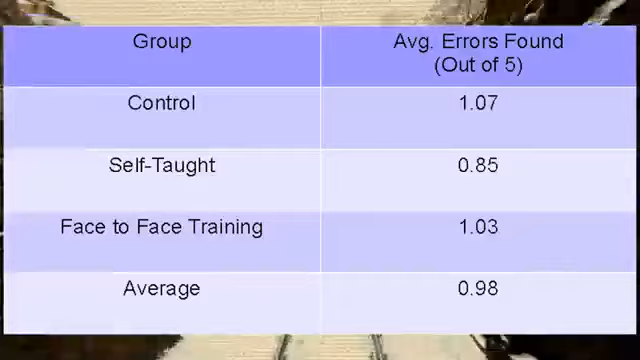 Group
Avg. Errors Found
(Out of 5)
Control
1.07
Self-Taught
0.85
Face to Face Training
1.03
Average
0.98